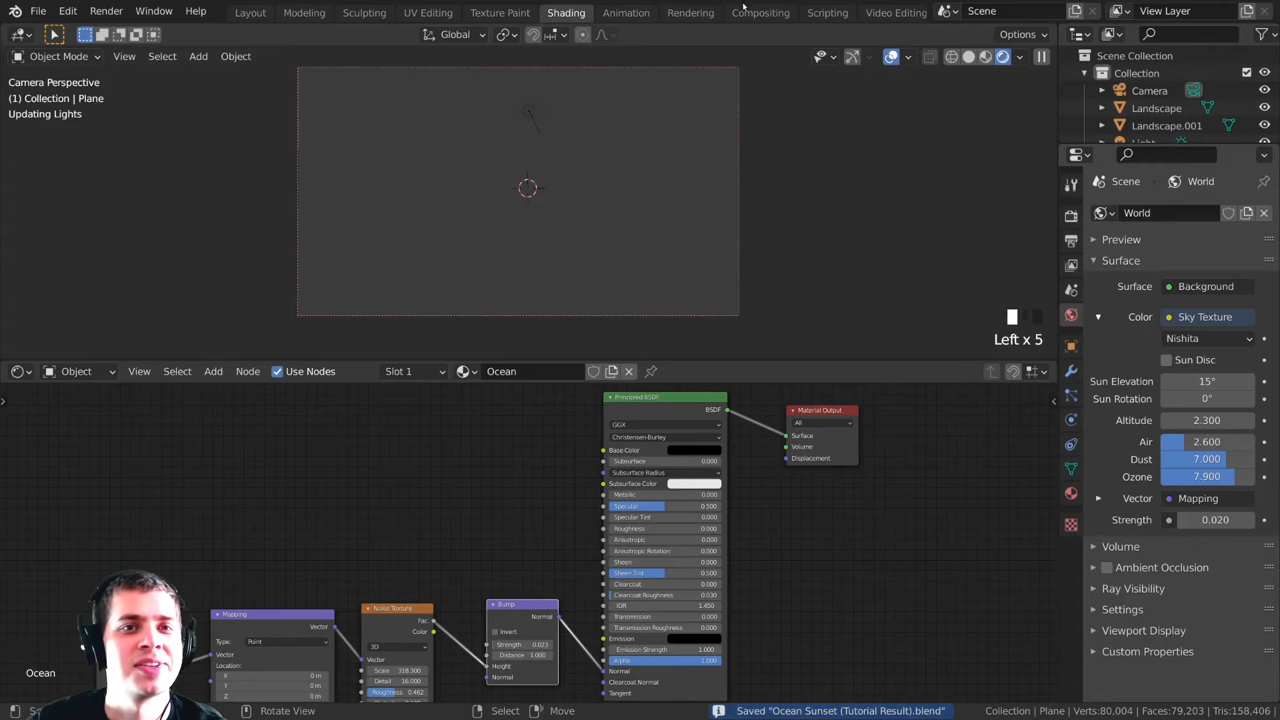 File Edit Render Window Help Layout Modeling Sculpting UV Editing Texture Paint Shading Animation Rendering Compositing Scripting Video Editing Scene View Layer
Global Options
Object Mode View Select Add Object
Camera Perspective
(1) Collection | Plane
Updating Lights
Left x 5
Scene Collection
Collection
Camera
Landscape
Landscape.001
Scene World
World
Preview
Surface
Surface Background
Color Sky Texture
Nishita
Sun Disc
Sun Elevation 15°
Sun Rotation 0°
Altitude 2.300
Air 2.600
Dust 7.000
Ozone 7.900
Vector Mapping
Strength 0.020
Volume
Ambient Occlusion
Ray Visibility
Settings
Viewport Display
Custom Properties
Object View Select Add Node Use Nodes Slot 1 Ocean
Principled BSDF
BSDF
GGX
Christensen-Burley
Base Color
Subsurface 0.000
Subsurface Radius
Subsurface Color
Metallic 0.000
Specular 0.500
Specular Tint 0.000
Roughness 0.000
Anisotropic 0.000
Anisotropic Rotation 0.000
Sheen 0.000
Sheen Tint 0.500
Clearcoat 0.000
Clearcoat Roughness 0.030
IOR 1.450
Transmission 0.000
Transmission Roughness 0.000
Emission
Emission Strength 1.000
Alpha 1.000
Normal
Clearcoat Normal
Tangent
Material Output
All
Surface
Volume
Displacement
Mapping
Vector
Type: Point
Vector
Location:
X 0 m
Y 0 m
Z 0 m
Noise Texture
Fac
Color
3D
Vector
Scale 318.300
Detail 16.000
Roughness 0.462
Bump
Normal
Invert
Strength 0.023
Distance 1.000
Height
Normal
Ocean
Select Rotate View Select Move Saved "Ocean Sunset (Tutorial Result).blend" Collection | Plane | Verts:80,004 | Faces:79,203 | Tris:158,406